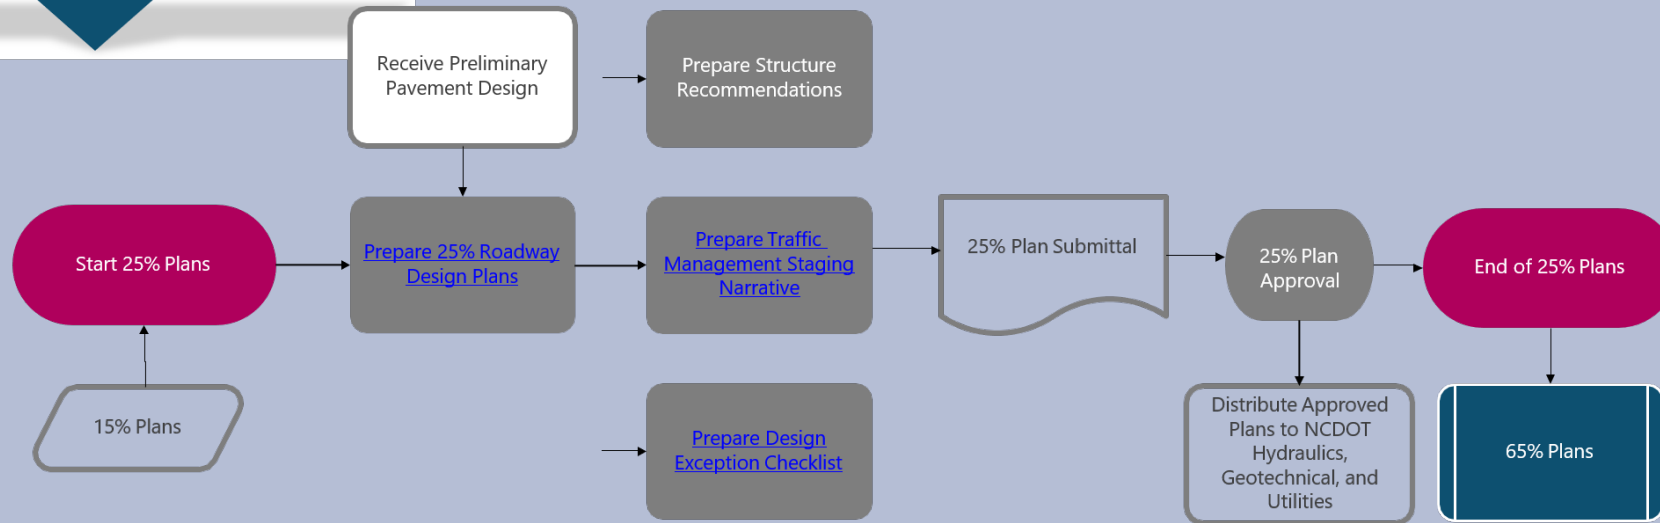 Receive Preliminary
Pavement Design
Prepare Structure
Recommendations
Start 25% Plans
Prepare 25% Roadway
Design Plans
Prepare Traffic
Management Staging
Narrative
25% Plan Submittal
25% Plan
Approval
End of 25% Plans
15% Plans
Prepare Design
Exception Checklist
Distribute Approved
Plans to NCDOT
Hydraulics,
Geotechnical, and
Utilities
65% Plans